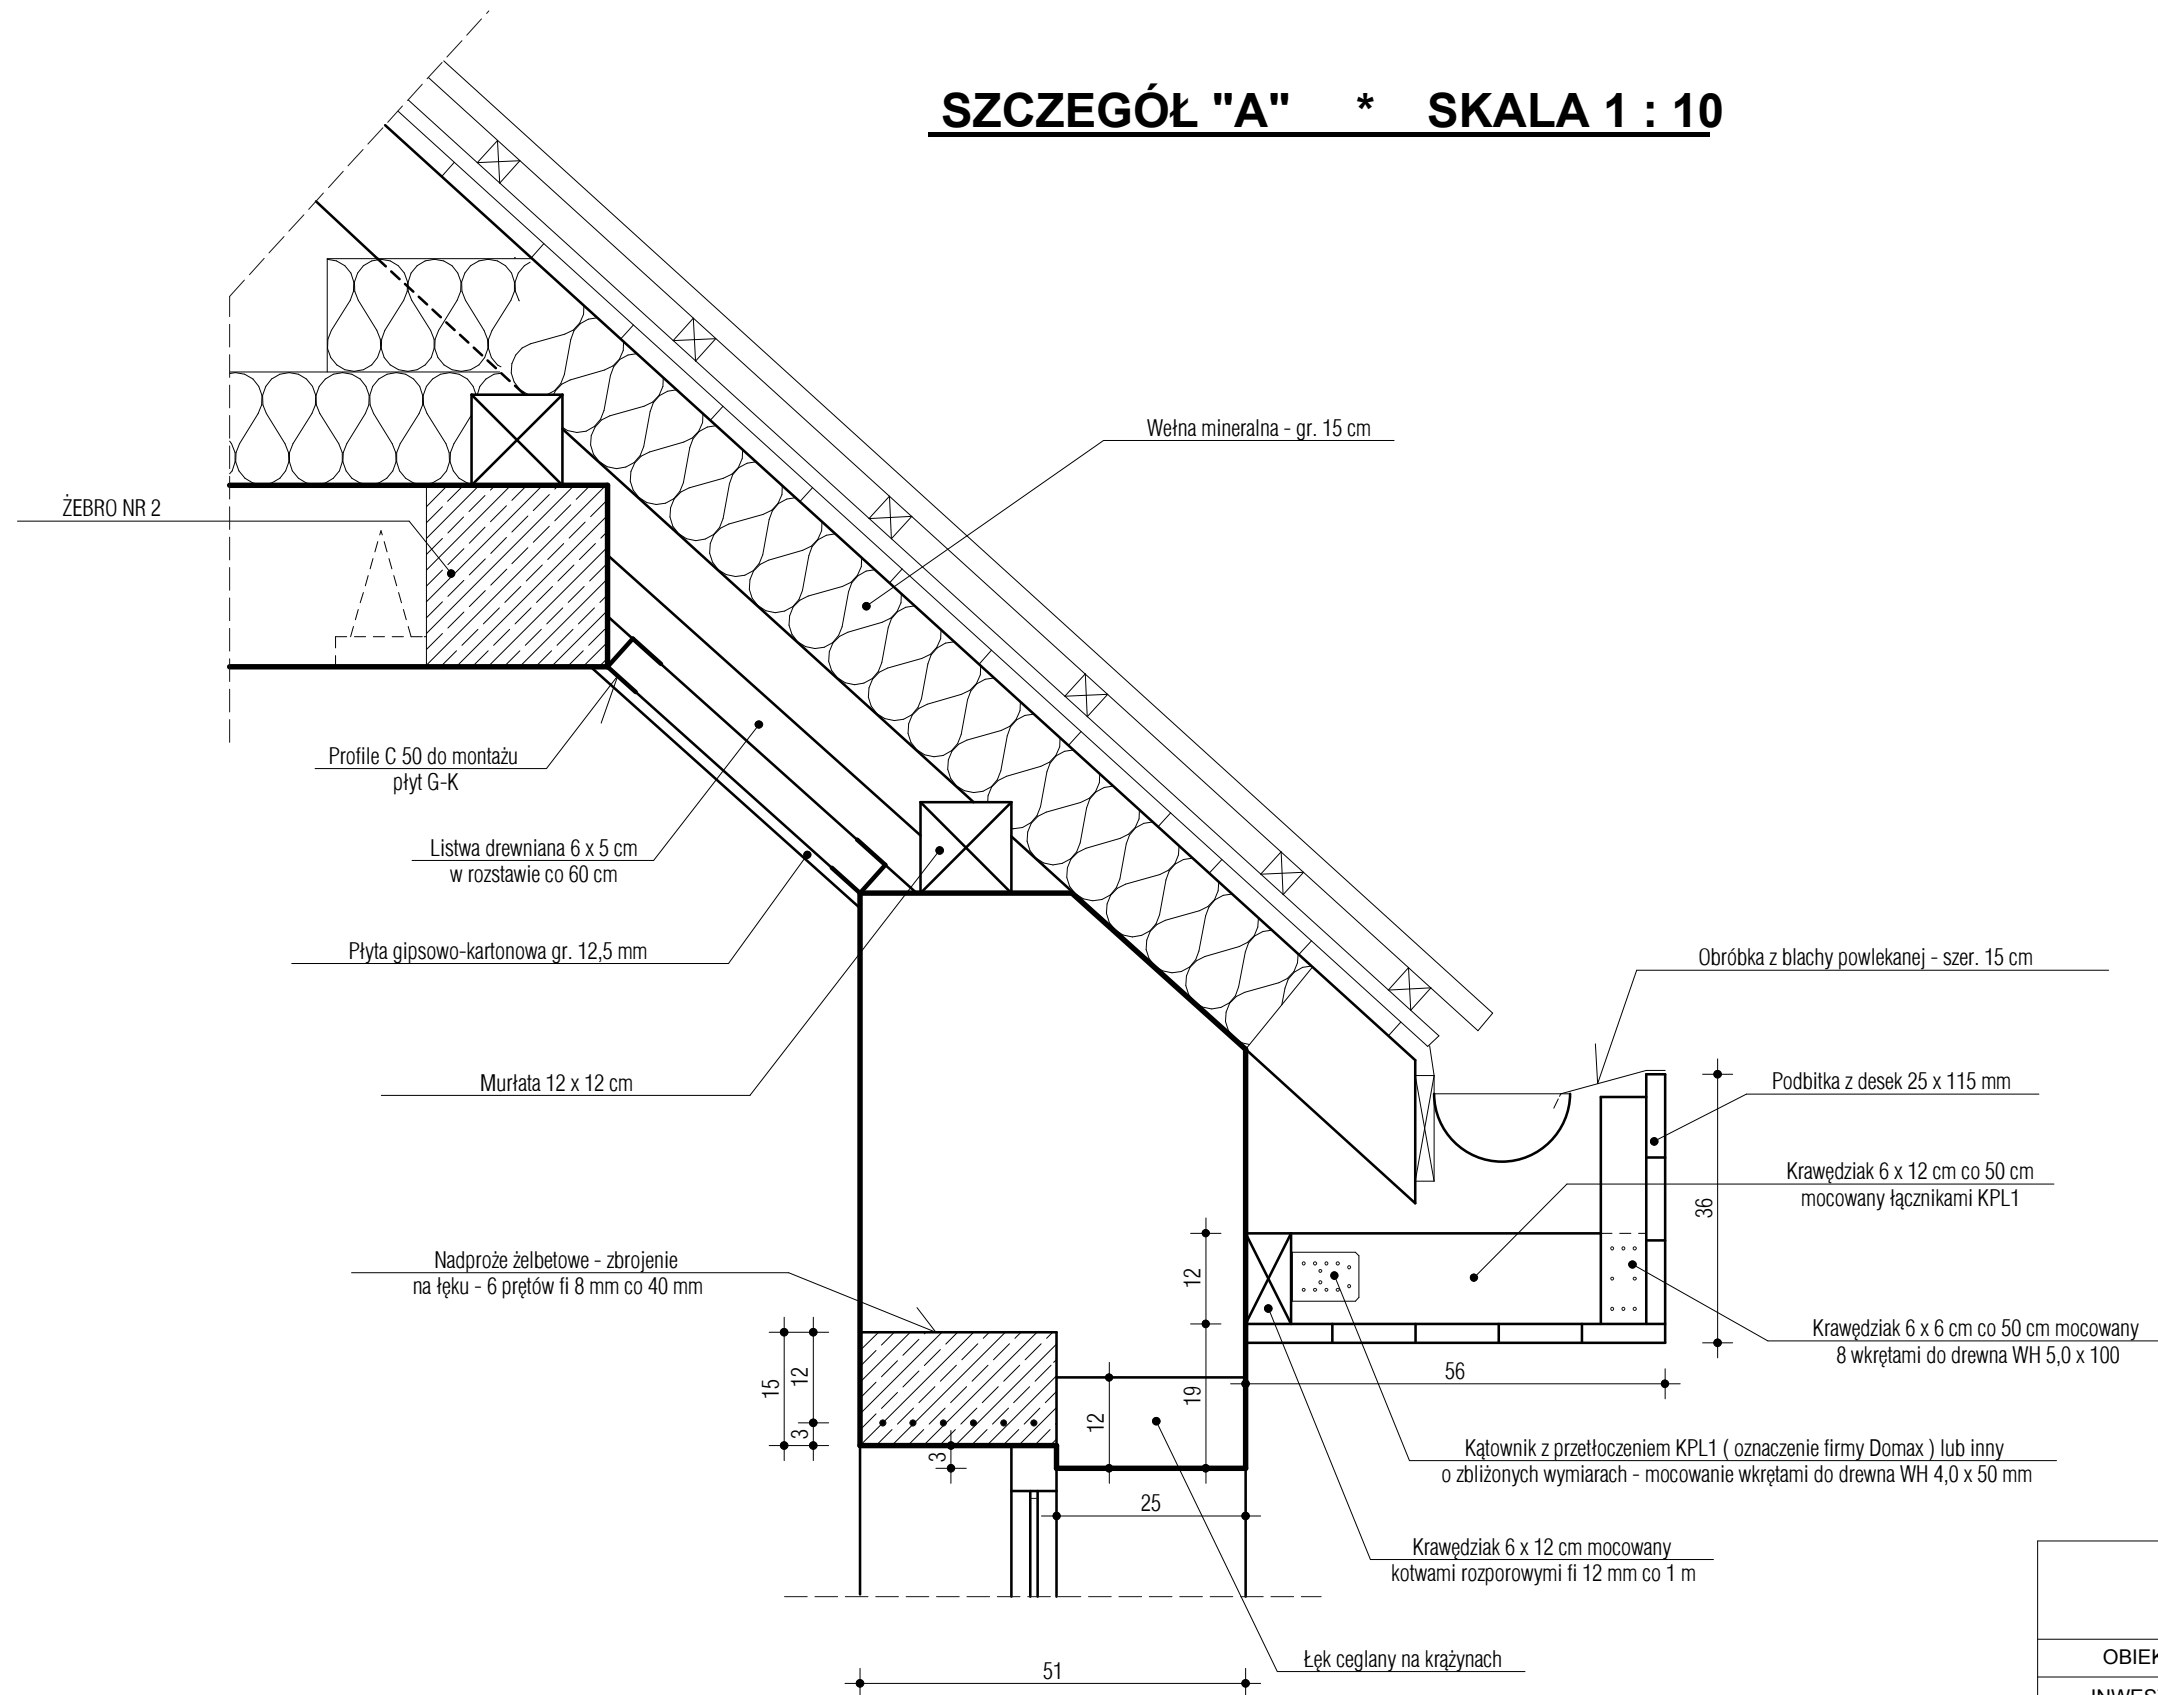 SZCZEGÓŁ "A" * SKALA 1 : 10
Wełna mineralna - gr. 15 cm
ŻEBRO NR 2
Profile C 50 do montażu
płyt G-K
Listwa drewniana 6 x 5 cm
w rozstawie co 60 cm
Płyta gipsowo-kartonowa gr. 12,5 mm
Obróbka z blachy powlekanej - szer. 15 cm
Murłata 12 x 12 cm
Podbitka z desek 25 x 115 mm
Krawędziak 6 x 12 cm co 50 cm
mocowany łącznikami KPL1
36
Nadproże żelbetowe - zbrojenie
na łęku - 6 prętów fi 8 mm co 40 mm
12
Krawędziak 6 x 6 cm co 50 cm mocowany
8 wkrętami do drewna WH 5,0 x 100
15
12
3
56
19
12
3
Kątownik z przetłoczeniem KPL1 ( oznaczenie firmy Domax ) lub inny
o zbliżonych wymiarach - mocowanie wkrętami do drewna WH 4,0 x 50 mm
25
Krawędziak 6 x 12 cm mocowany
kotwami rozporowymi fi 12 mm co 1 m
Łęk ceglany na krążynach
51
OBIEK